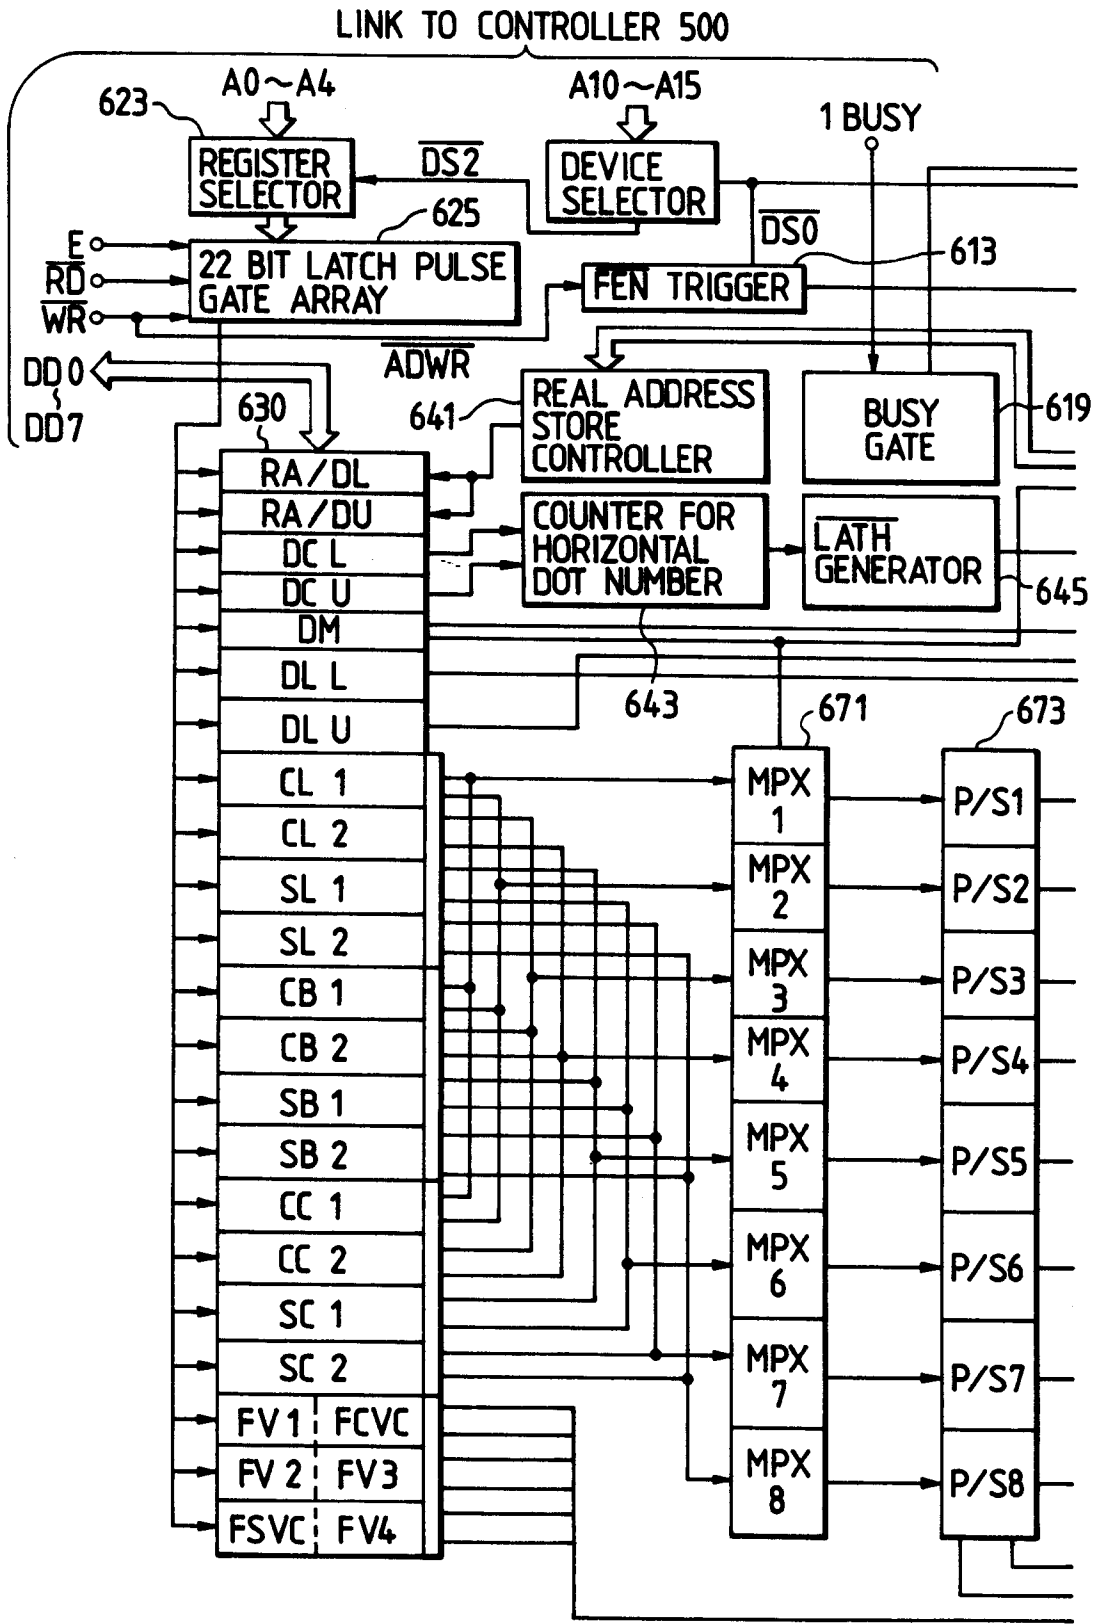 LINK TO CONTROLLER 500
A0~A4
A10~A15
623
1 BUSY
REGISTER
SELECTOR
DS2
DEVICE
SELECTOR
625
DS0
E
RD
WR
22 BIT LATCH PULSE
GATE ARRAY
613
FEN TRIGGER
ADWR
DD0
~
DD7
630
641
REAL ADDRESS
STORE
CONTROLLER
BUSY
GATE
619
RA/DL
RA/DU
DC L
DC U
DM
DL L
DL U
COUNTER FOR
HORIZONTAL
DOT NUMBER
LATH
GENERATOR
645
643
671
673
CL 1
CL 2
SL 1
SL 2
CB 1
CB 2
SB 1
SB 2
CC 1
CC 2
SC 1
SC 2
FV 1 FCVC
FV 2 FV3
FSVC FV4
MPX
1
MPX
2
MPX
3
MPX
4
MPX
5
MPX
6
MPX
7
MPX
8
P/S1
P/S2
P/S3
P/S4
P/S5
P/S6
P/S7
P/S8